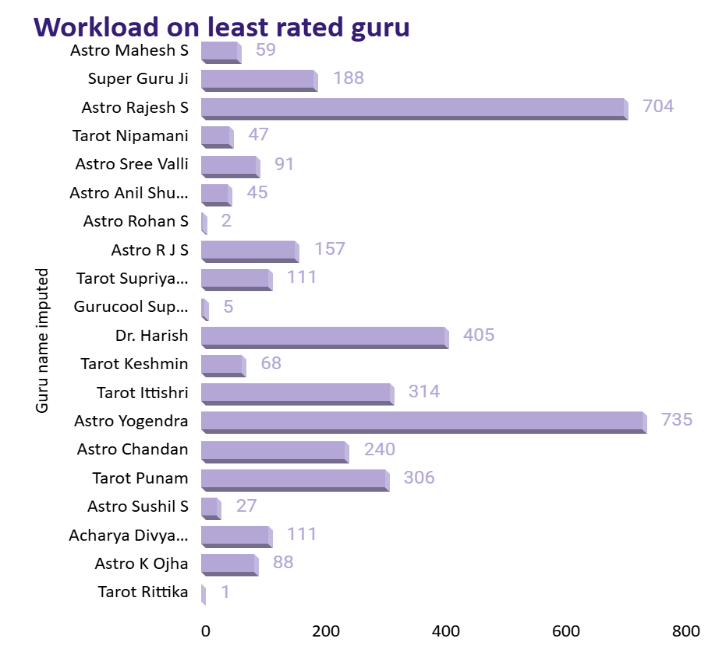 Workload on least rated guru
Astro Mahesh S 59
Super Guru Ji 188
Astro Rajesh S 704
Tarot Nipamani 47
Astro Sree Valli 91
Astro Anil Shu... 45
Astro Rohan S 2
Astro R J S 157
Tarot Supriya... 111
Gurucool Sup... 5
Dr. Harish 405
Tarot Keshmin 68
Tarot Ittishri 314
Astro Yogendra 735
Astro Chandan 240
Tarot Punam 306
Astro Sushil S 27
Acharya Divya... 111
Astro K Ojha 88
Tarot Rittika 1
Guru name imputed
0 200 400 600 800